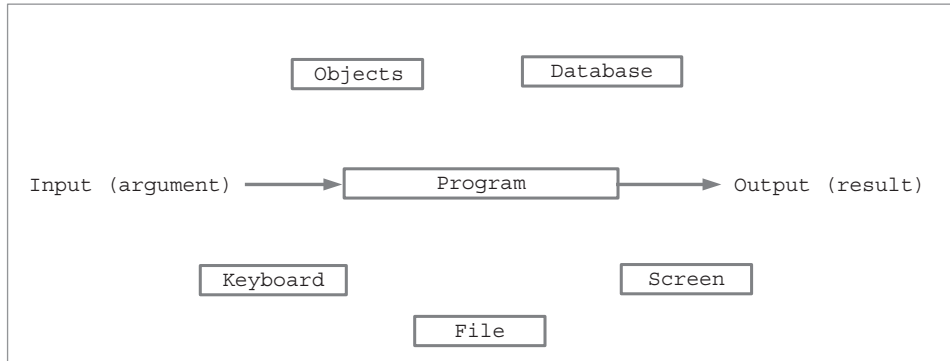 Objects
Database
Input (argument)
Program
Output (result)
Keyboard
Screen
File